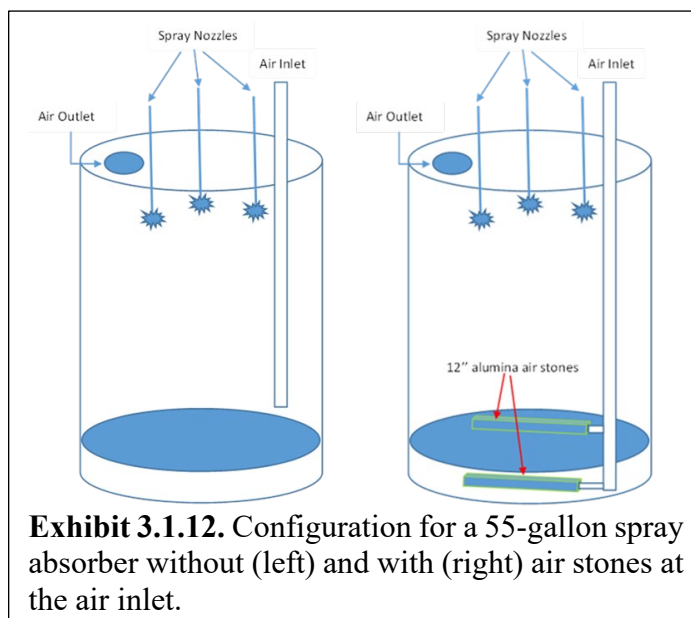 Spray Nozzles
Air Inlet
Air Outlet
Spray Nozzles
Air Inlet
Air Outlet
12” alumina air stones
Exhibit 3.1.12. Configuration for a 55-gallon spray
absorber without (left) and with (right) air stones at
the air inlet.